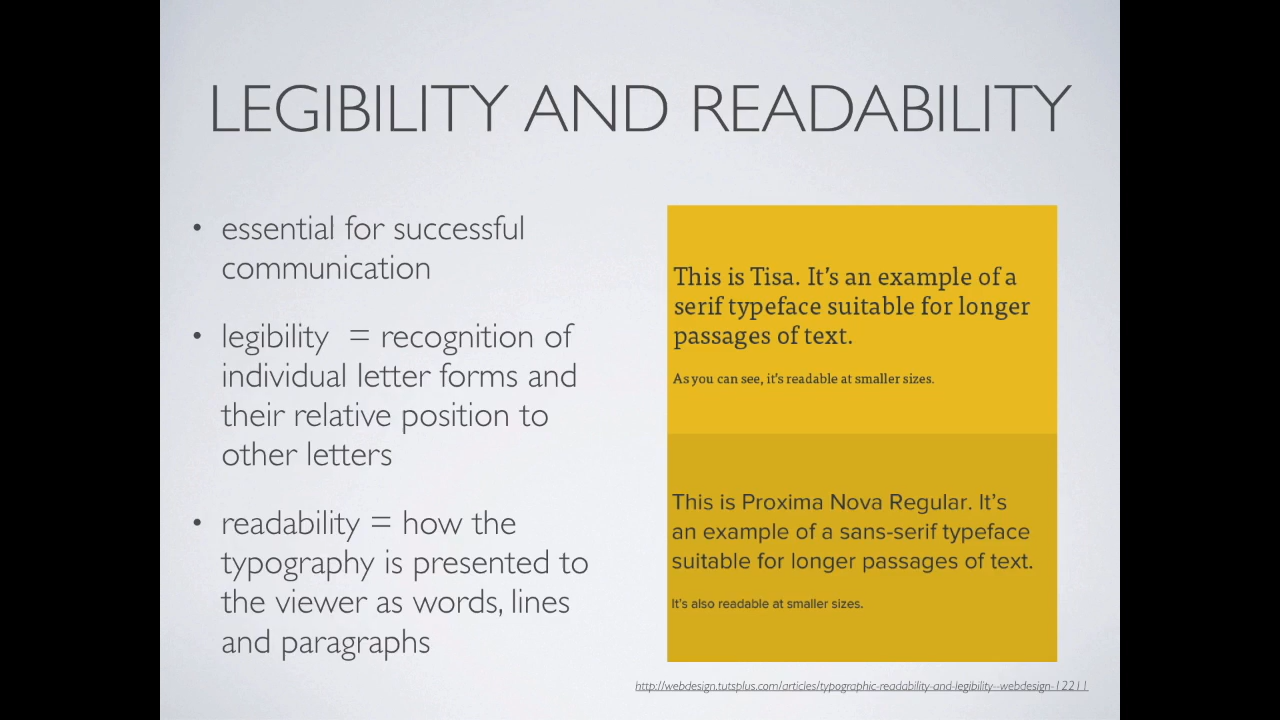 LEGIBILITY AND READABILITY
• essential for successful
communication
• legibility = recognition of
individual letter forms and
their relative position to
other letters
• readability = how the
typography is presented to
the viewer as words, lines
and paragraphs
This is Tisa. It’s an example of a
serif typeface suitable for longer
passages of text.
As you can see, it’s readable at smaller sizes.
This is Proxima Nova Regular. It’s
an example of a sans-serif typeface
suitable for longer passages of text.
It’s also readable at smaller sizes.
http://webdesign.tutsplus.com/articles/typographic-readability-and-legibility--webdesign-12211